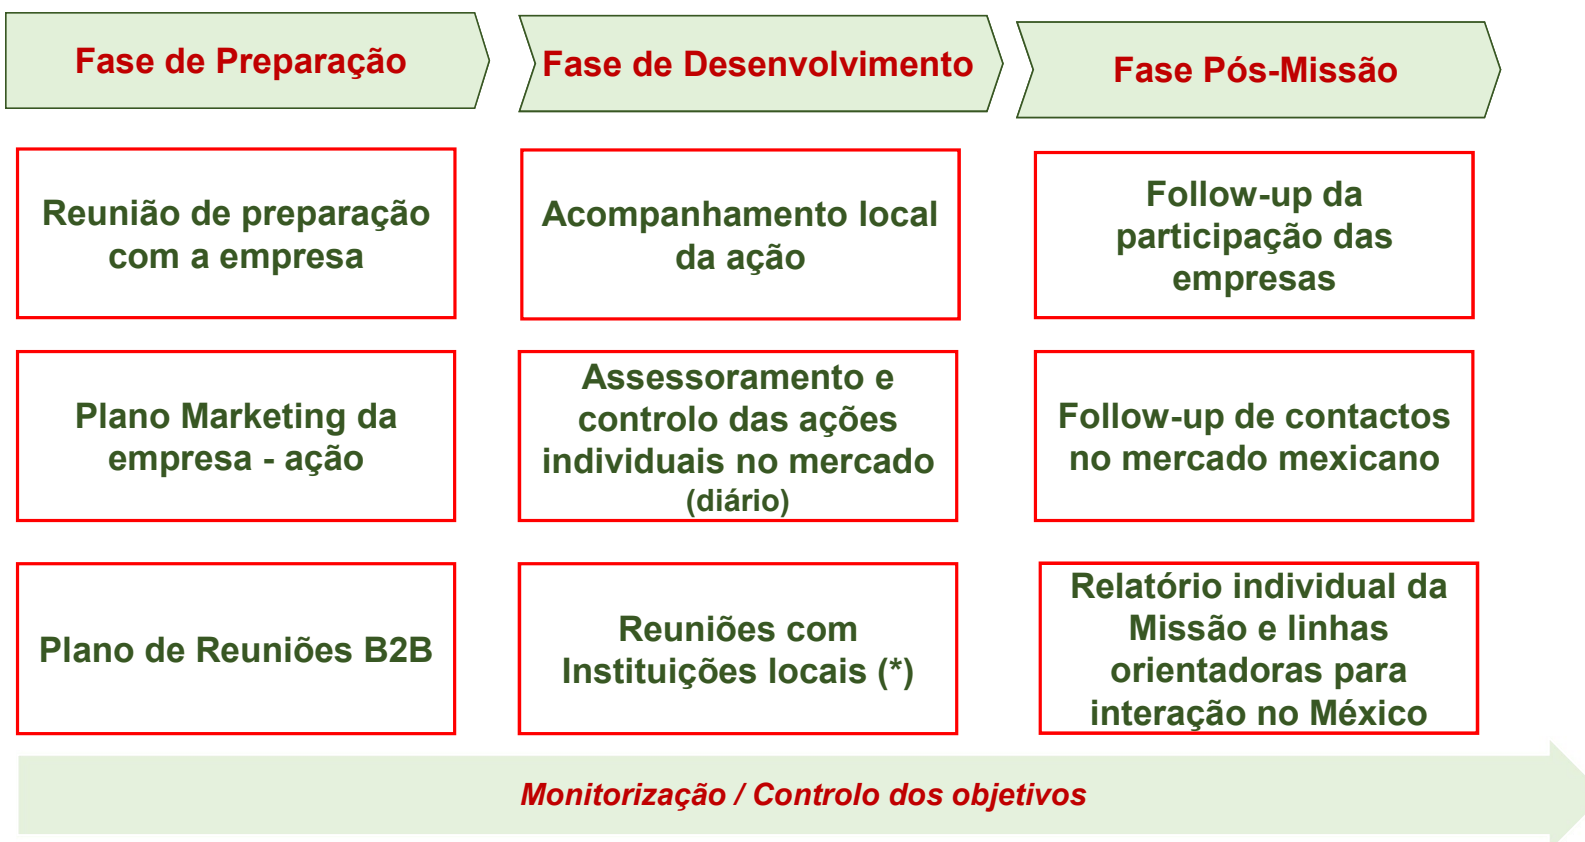 Fase de Preparação
Fase de Desenvolvimento
Fase Pós-Missão
Reunião de preparação
com a empresa
Acompanhamento local
da ação
Follow-up da
participação das
empresas
Plano Marketing da
empresa - ação
Assessoramento e
controlo das ações
individuais no mercado
(diário)
Follow-up de contactos
no mercado mexicano
Plano de Reuniões B2B
Reuniões com
Instituições locais (*)
Relatório individual da
Missão e linhas
orientadoras para
interação no México
Monitorização / Controlo dos objetivos